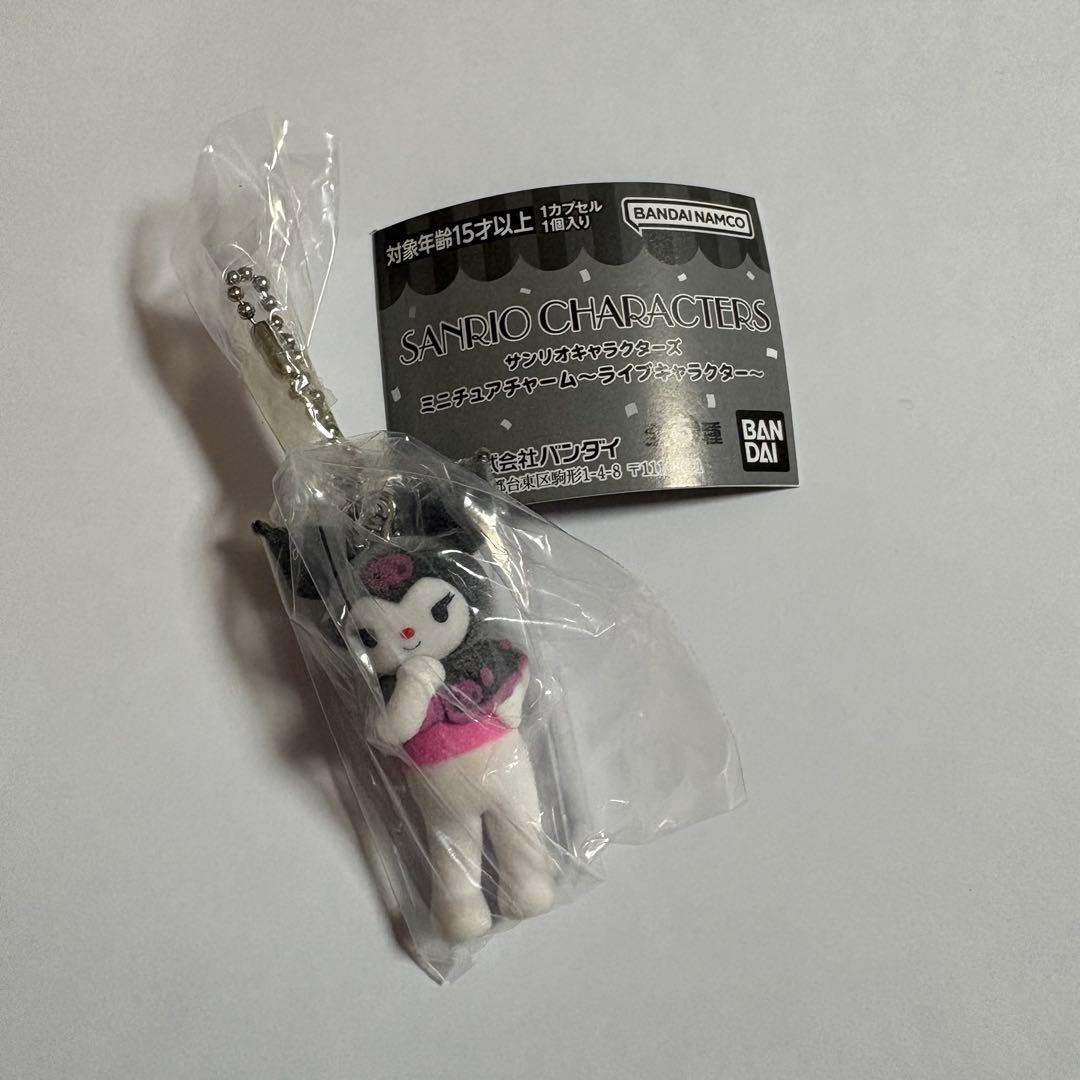 対象年齢15才以上
1カプセル
1個入り
BANDAI NAMCO
SANRIO CHARACTERS
サンリオキャラクターズ
ミニチュアチャーム～ライブキャラクター～
会社バンダイ
都台東区駒形1-4-8 〒111
BAN
DAI